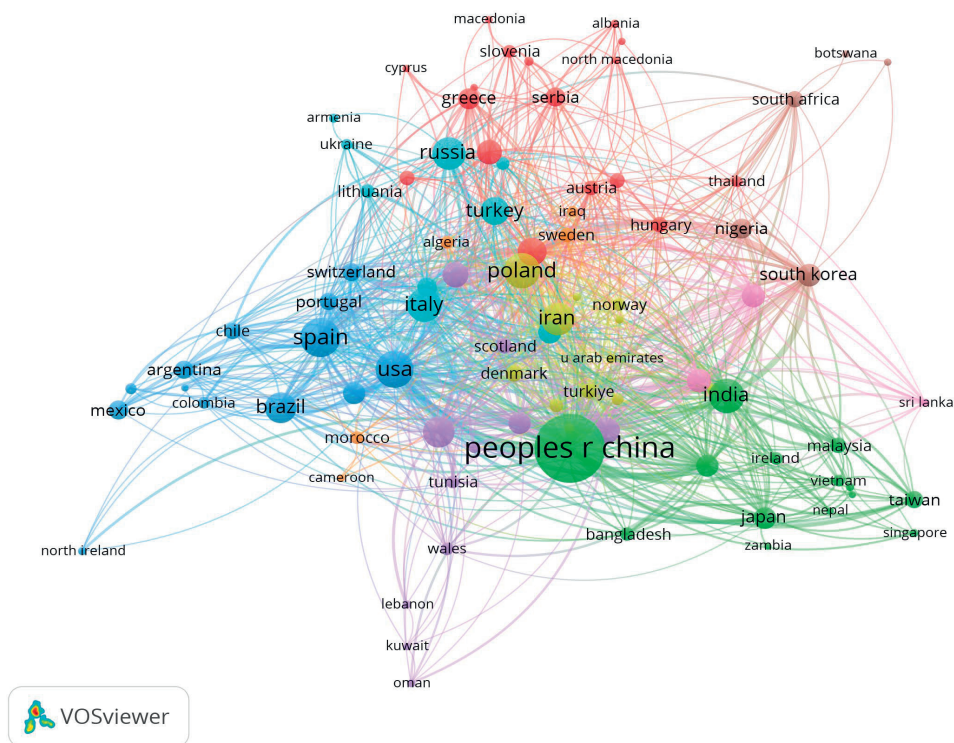 macedonia
albania
slovenia
botswana
north macedonia
cyprus
greece
serbia
south africa
armenia
ukraine
russia
thailand
austria
lithuania
turkey
iraq
hungary
nigeria
sweden
algeria
switzerland
poland
south korea
portugal
italy
norway
iran
chile
spain
scotland
u arab emirates
usa
argentina
denmark
turkiye
india
colombia
brazil
mexico
sri lanka
morocco
peoples r china
malaysia
ireland
cameroon
tunisia
vietnam
taiwan
nepal
japan
bangladesh
singapore
zambia
north ireland
wales
lebanon
kuwait
oman
VOSviewer